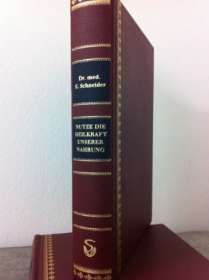 Dr. med.
E. Schneider
NUTZE DIE
HEILKRAFT
UNSERER
NAHRUNG